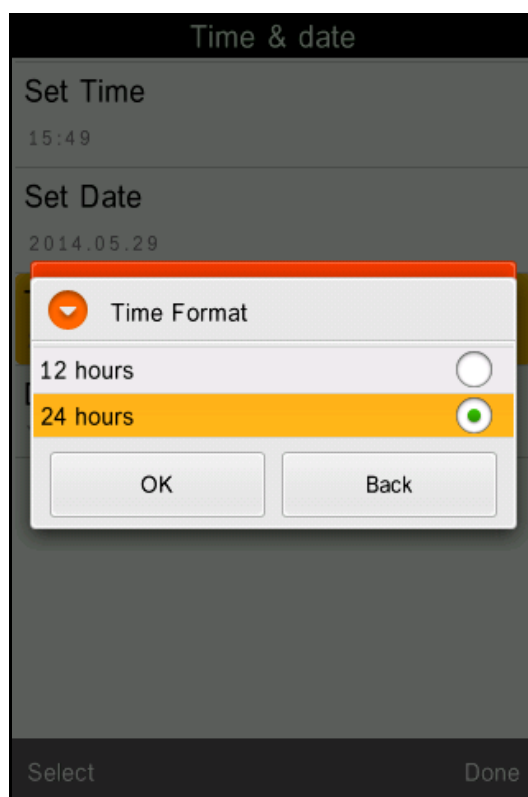 Time & date
Set Time
15:49
Set Date
2014.05.29
Time Format
12 hours
24 hours
OK
Back
Select
Done